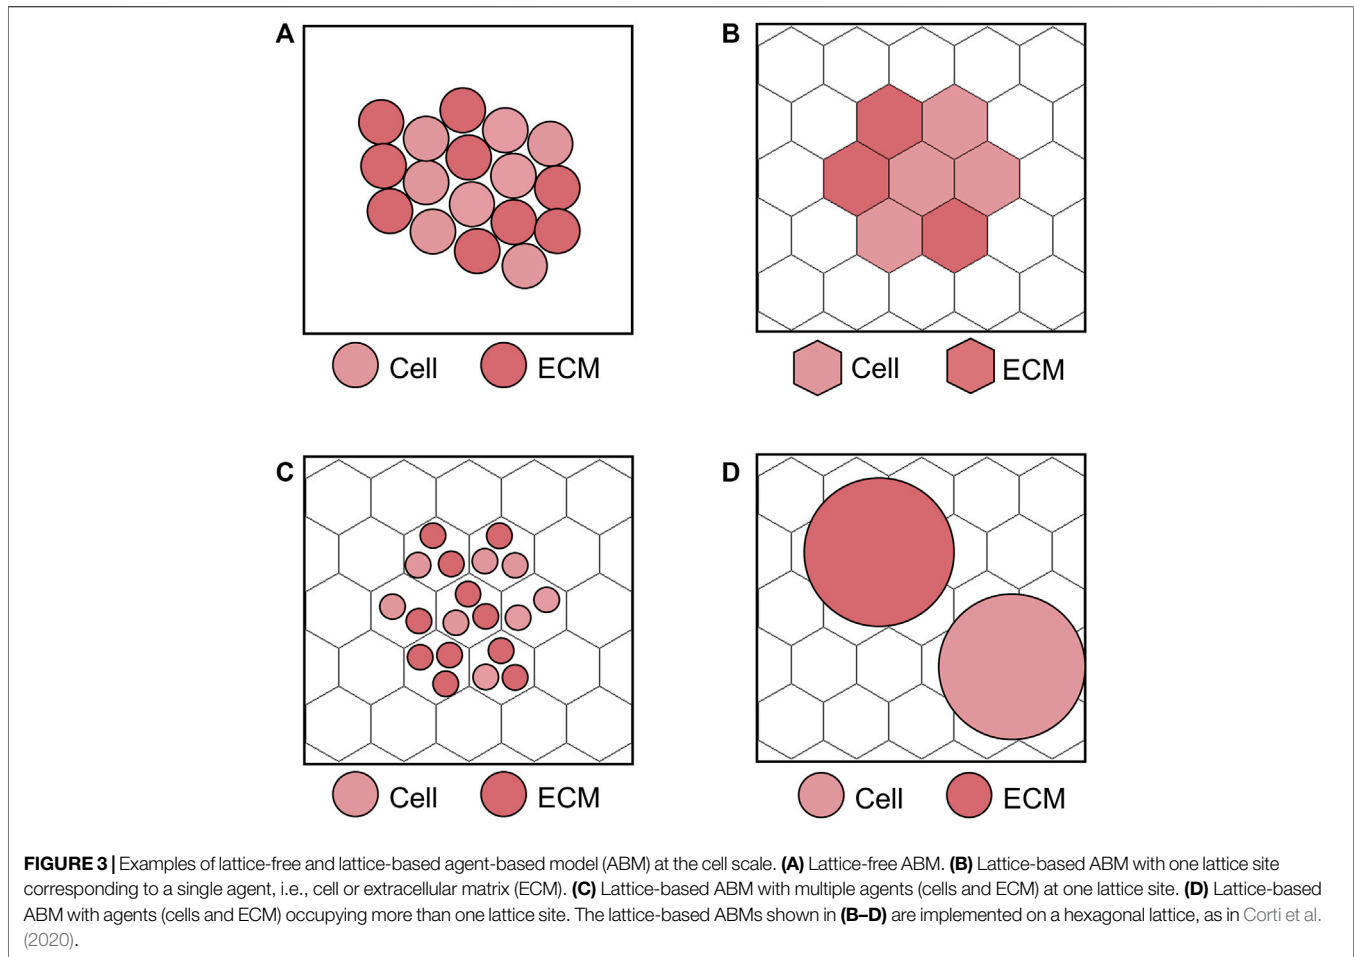 A
B
Cell
ECM
Cell
ECM
C
D
Cell
ECM
Cell
ECM
FIGURE 3 | Examples of lattice-free and lattice-based agent-based model (ABM) at the cell scale. (A) Lattice-free ABM. (B) Lattice-based ABM with one lattice site
corresponding to a single agent, i.e., cell or extracellular matrix (ECM). (C) Lattice-based ABM with multiple agents (cells and ECM) at one lattice site. (D) Lattice-based
ABM with agents (cells and ECM) occupying more than one lattice site. The lattice-based ABMs shown in (B–D) are implemented on a hexagonal lattice, as in Corti et al.
(2020).